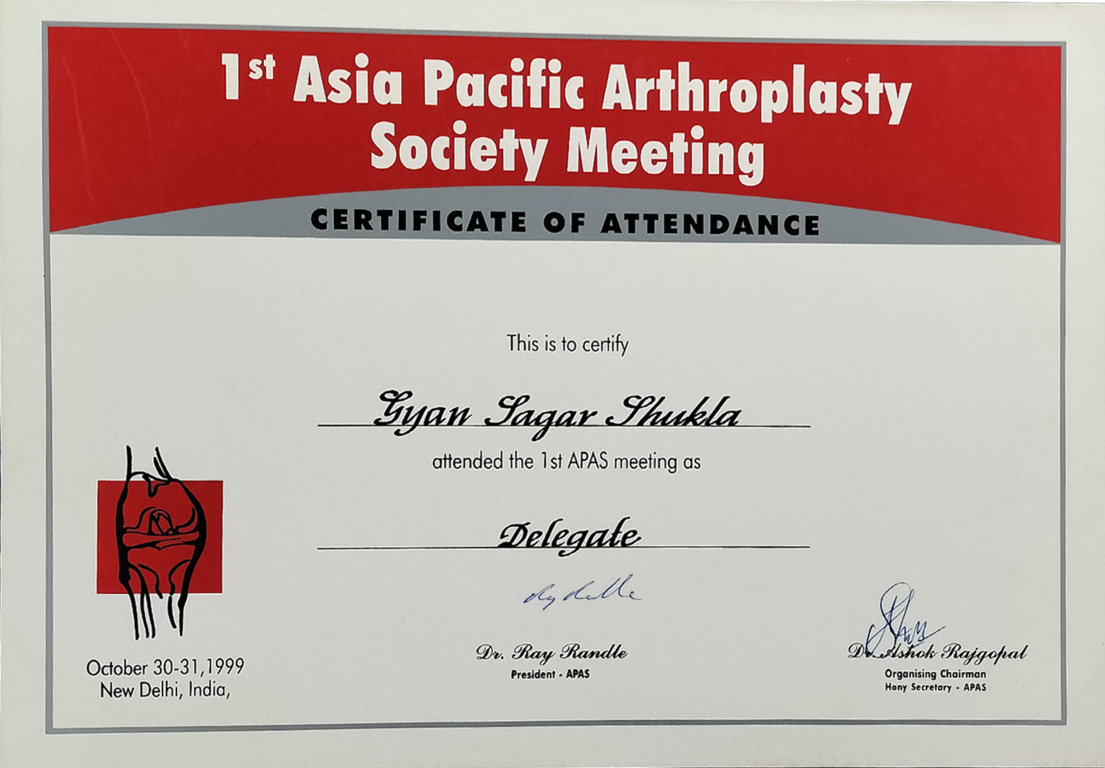 1st Asia Pacific Arthroplasty
Society Meeting
CERTIFICATE OF ATTENDANCE
This is to certify
Gyan Sagar Shukla
attended the 1st APAS meeting as
Delegate
Dr. Ray Randle
President - APAS
Dr. Ashok Rajgopal
Organising Chairman
Hony Secretary - APAS
October 30-31,1999
New Delhi, India,